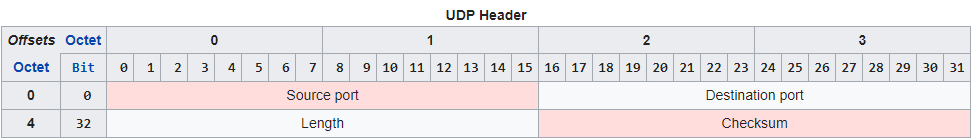 UDP Header
Offsets Octet 0 1 2 3
Octet Bit 0 1 2 3 4 5 6 7 8 9 10 11 12 13 14 15 16 17 18 19 20 21 22 23 24 25 26 27 28 29 30 31
0 0 Source port Destination port
4 32 Length Checksum